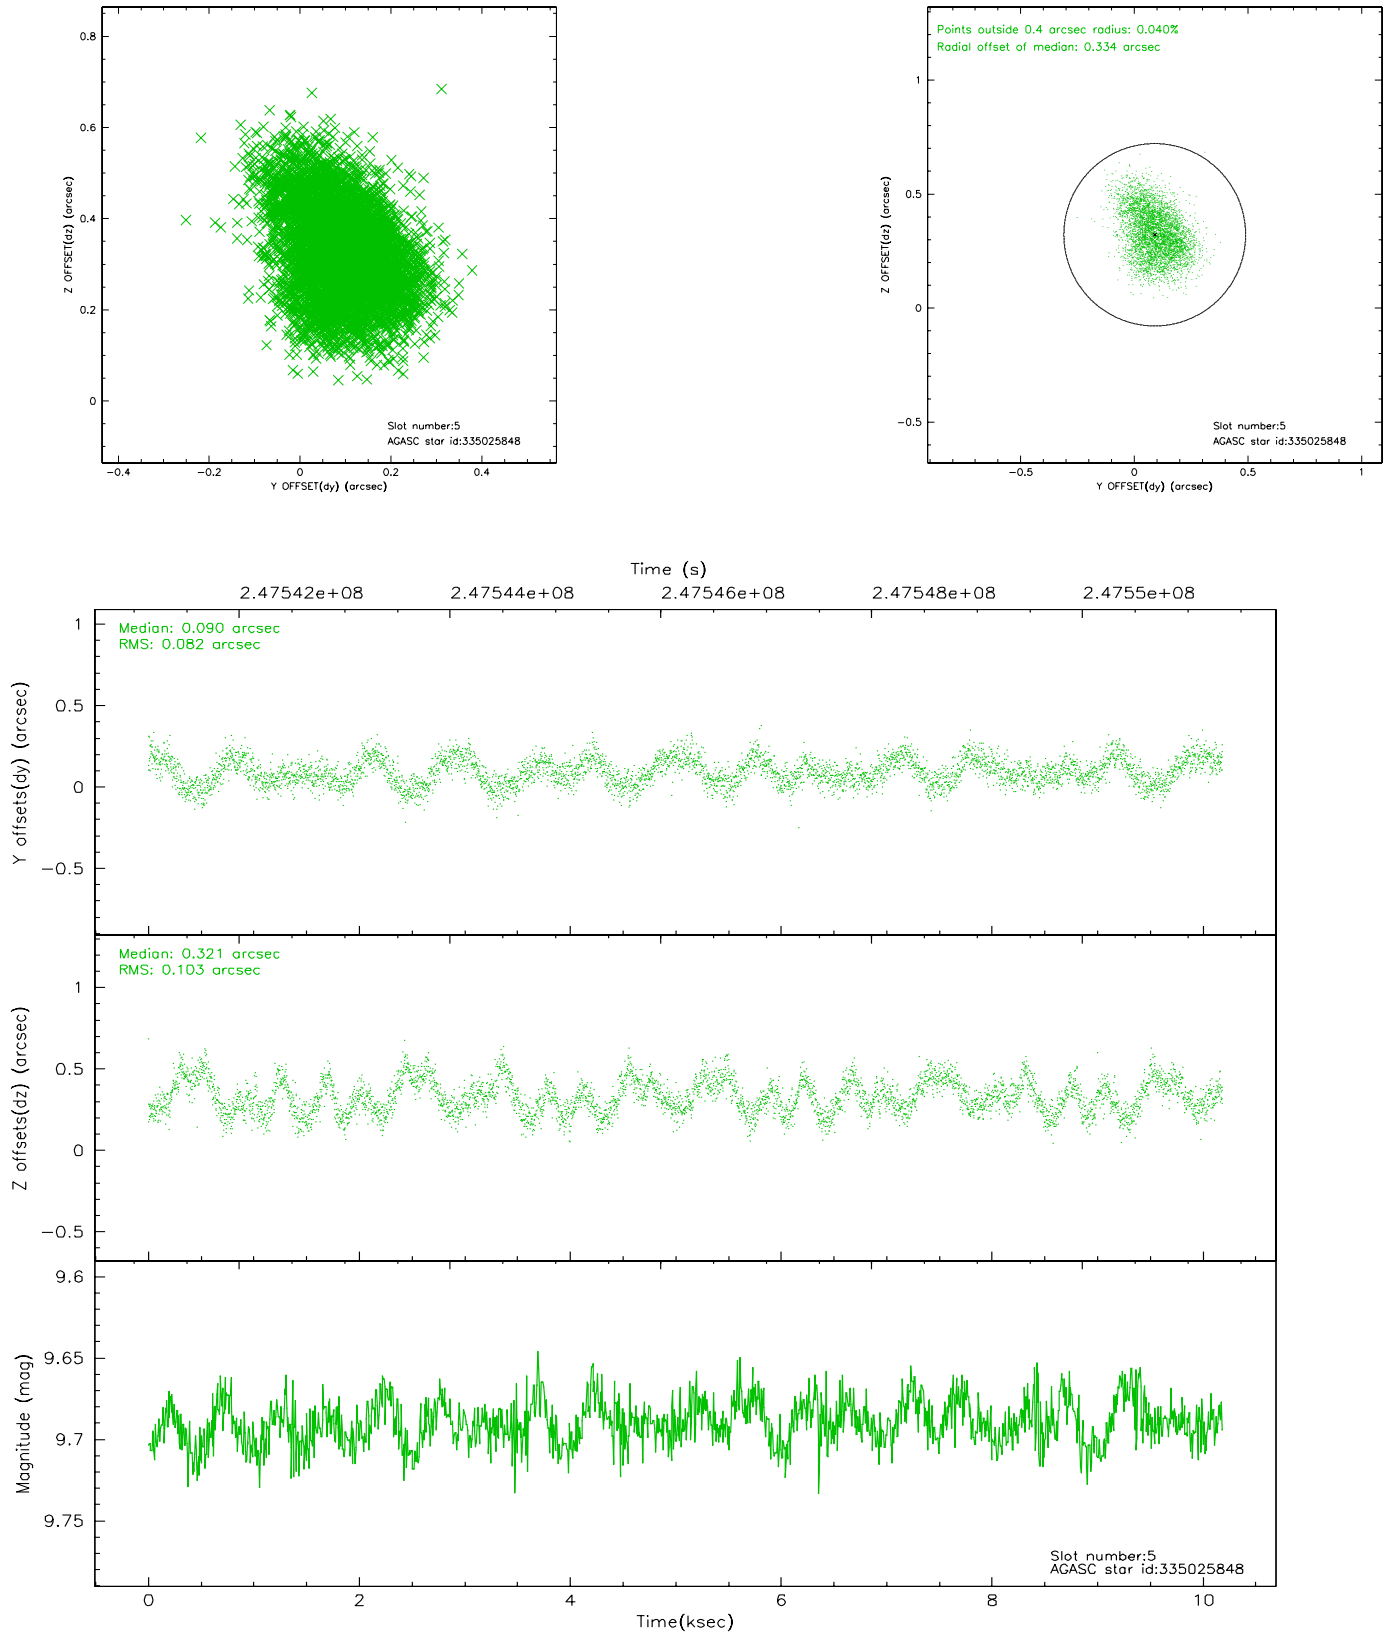 0.8
0.6
0.4
0.2
0
Z OFFSET(dz) (arcsec)
Slot number:5
AGASC star id:335025848
-0.4
-0.2
0
0.2
0.4
Y OFFSET(dy) (arcsec)
Points outside 0.4 arcsec radius: 0.040%
Radial offset of median: 0.334 arcsec
1
0.5
0
-0.5
Z OFFSET(dz) (arcsec)
Slot number:5
AGASC star id:335025848
-0.5
0
0.5
1
Y OFFSET(dy) (arcsec)
Time (s)
2.47542e+08
2.47544e+08
2.47546e+08
2.47548e+08
2.4755e+08
Median: 0.090 arcsec
RMS: 0.082 arcsec
1
0.5
0
-0.5
Y offsets(dy) (arcsec)
Median: 0.321 arcsec
RMS: 0.103 arcsec
1
0.5
0
-0.5
Z offsets(dz) (arcsec)
9.6
9.65
9.7
9.75
Magnitude (mag)
Slot number:5
AGASC star id:335025848
0
2
4
6
8
10
Time(ksec)